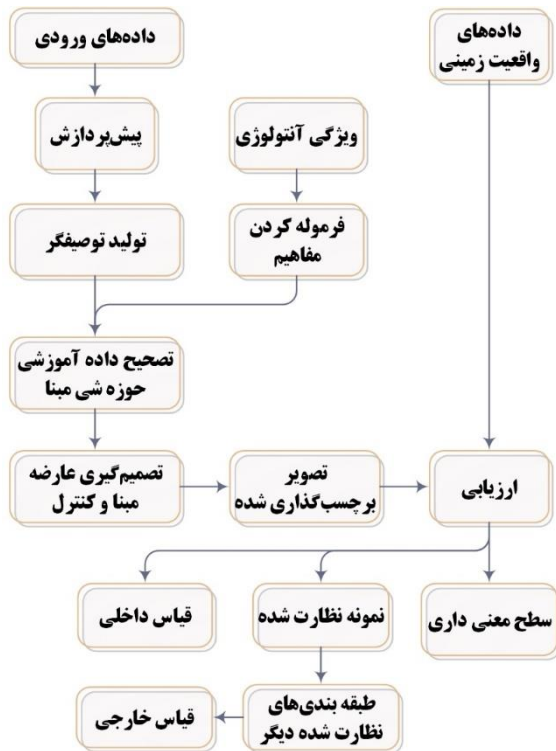 داده‌های ورودی
داده‌های
واقعیت زمینی
پیش‌پردازش
ویژگی آنتولوژی
تولید توصیفگر
فرموله کردن
مفاهیم
تصحیح داده آموزشی
حوزه شی مبنا
تصمیم‌گیری عارضه
مبنا و کنترل
تصویر
برچسب‌گذاری شده
ارزیابی
قیاس داخلی
نمونه نظارت شده
سطح معنی داری
قیاس خارجی
طبقه بندی‌های
نظارت شده دیگر